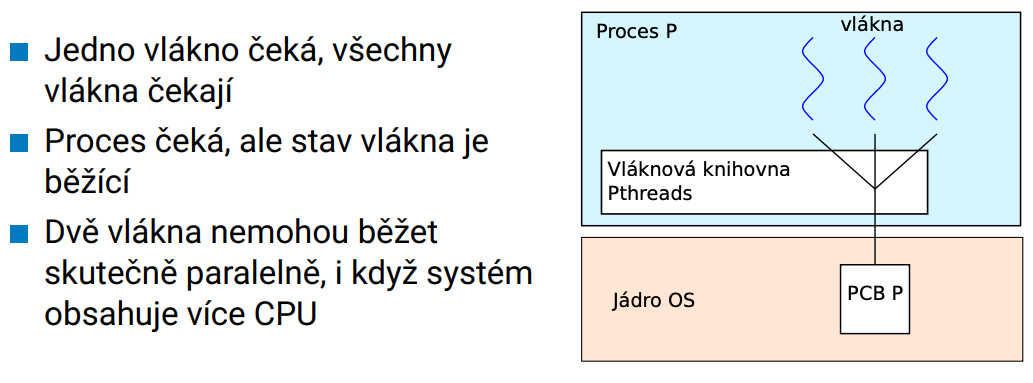 Jedno vlákno čeká, všechny
vlákna čekají
Proces čeká, ale stav vlákna je
běžící
Dvě vlákna nemohou běžet
skutečně paralelně, i když systém
obsahuje více CPU
Proces P
vlákna
Vláknová knihovna
Pthreads
Jádro OS
PCB P